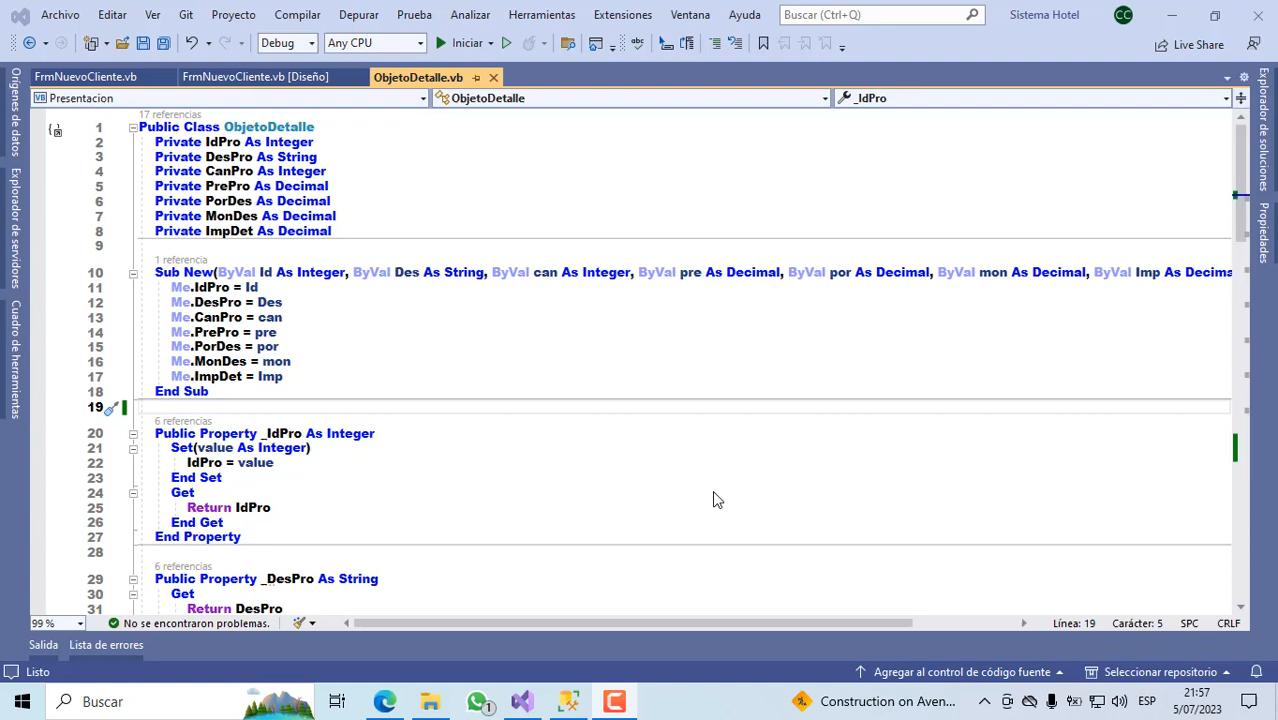 Archivo Editar Ver Git Proyecto Compilar Depurar Prueba Analizar Herramientas Extensiones Ventana Ayuda Buscar (Ctrl+Q) Sistema Hotel CC
Debug Any CPU Iniciar Live Share
FrmNuevoCliente.vb FrmNuevoCliente.vb [Diseño] ObjetoDetalle.vb
VB Presentacion ObjetoDetalle _IdPro
Orígenes de datos
Explorador de servidores
Cuadro de herramientas
Explorador de soluciones
Propiedades
17 referencias
1 Public Class ObjetoDetalle
2 Private IdPro As Integer
3 Private DesPro As String
4 Private CanPro As Integer
5 Private PrePro As Decimal
6 Private PorDes As Decimal
7 Private MonDes As Decimal
8 Private ImpDet As Decimal
9
1 referencia
10 Sub New(ByVal Id As Integer, ByVal Des As String, ByVal can As Integer, ByVal pre As Decimal, ByVal por As Decimal, ByVal mon As Decimal, ByVal Imp As Decima
11 Me.IdPro = Id
12 Me.DesPro = Des
13 Me.CanPro = can
14 Me.PrePro = pre
15 Me.PorDes = por
16 Me.MonDes = mon
17 Me.ImpDet = Imp
18 End Sub
19
6 referencias
20 Public Property _IdPro As Integer
21 Set(value As Integer)
22 IdPro = value
23 End Set
24 Get
25 Return IdPro
26 End Get
27 End Property
28
6 referencias
29 Public Property _DesPro As String
30 Get
31 Return DesPro
99 % No se encontraron problemas. Línea: 19 Carácter: 5 SPC CRLF
Salida Lista de errores
Listo Agregar al control de código fuente Seleccionar repositorio
Buscar 1 Construction on Aven... ESP 21:57
5/07/2023